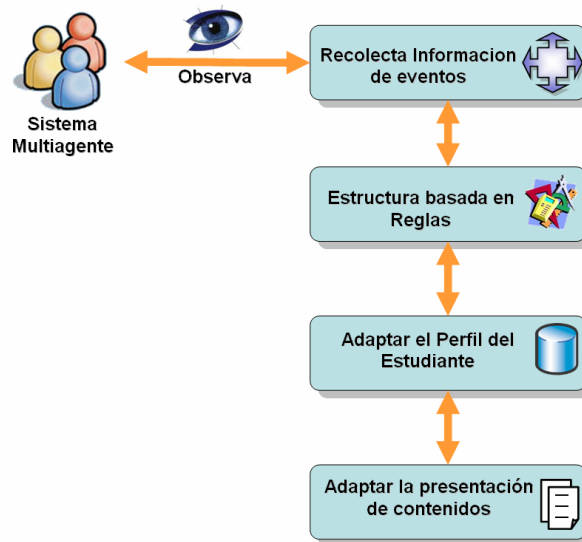 Observa
Sistema
Multiagente
Recolecta Informacion
de eventos
Estructura basada en
Reglas
Adaptar el Perfil del
Estudiante
Adaptar la presentación
de contenidos